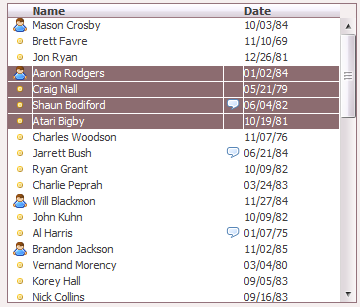 Name Date
Mason Crosby 10/03/84
Brett Favre 11/10/69
Jon Ryan 12/26/81
Aaron Rodgers 01/02/84
Craig Nall 05/21/79
Shaun Bodiford 06/04/82
Atari Bigby 10/19/81
Charles Woodson 11/07/76
Jarrett Bush 06/21/84
Ryan Grant 10/09/82
Charlie Peprah 03/24/83
Will Blackmon 11/27/84
John Kuhn 10/09/82
Al Harris 01/07/75
Brandon Jackson 11/02/85
Vernand Morency 03/04/80
Korey Hall 09/05/83
Nick Collins 09/16/83